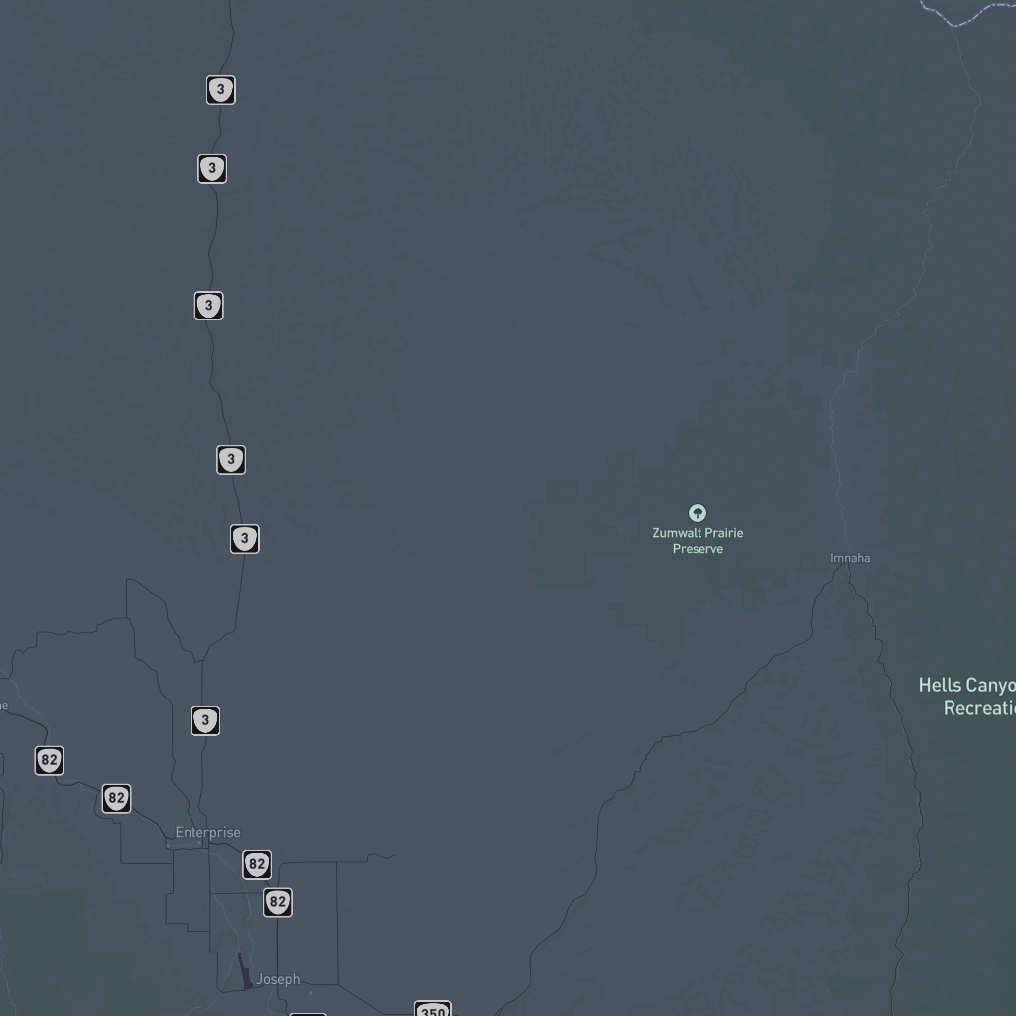 3
3
3
3
Zumwalt Prairie
Preserve
3
Imnaha
Hells Canyo
Recreatio
ne
3
82
82
Enterprise
82
82
Joseph
350